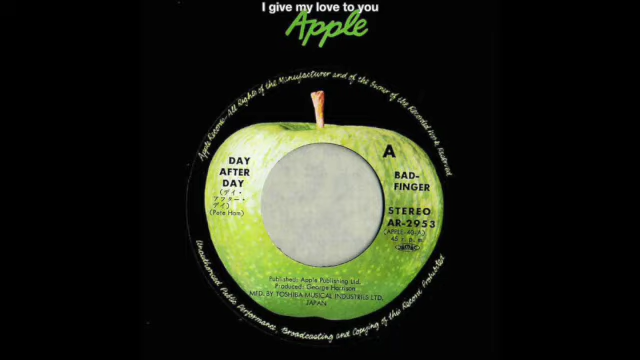 I give my love to you
Apple
Apple Records. All Rights of the Manufacturer and of the Owner of the Recorded Work Reserved
DAY
AFTER
DAY
(デイ・
アフター・
デイ)
(Pete Ham)
A
BAD-
FINGER
STEREO
AR-2953
45 r. p. m.
Published: Apple Publishing Ltd.
Produced: George Harrison
MFD. BY TOSHIBA MUSICAL INDUSTRIES LTD.
JAPAN
Unauthorised Public Performance, Broadcasting and Copying of this Record Prohibited